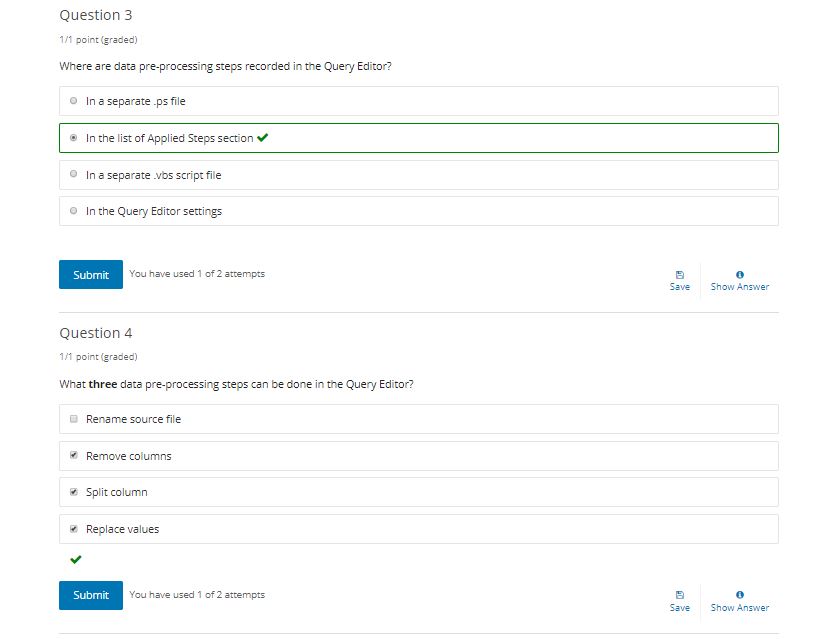 Question 3
1/1 point (graded)
Where are data pre-processing steps recorded in the Query Editor?
In a separate .ps file
In the list of Applied Steps section
In a separate .vbs script file
In the Query Editor settings
Submit You have used 1 of 2 attempts
Save Show Answer
Question 4
1/1 point (graded)
What three data pre-processing steps can be done in the Query Editor?
Rename source file
Remove columns
Split column
Replace values
Submit You have used 1 of 2 attempts
Save Show Answer